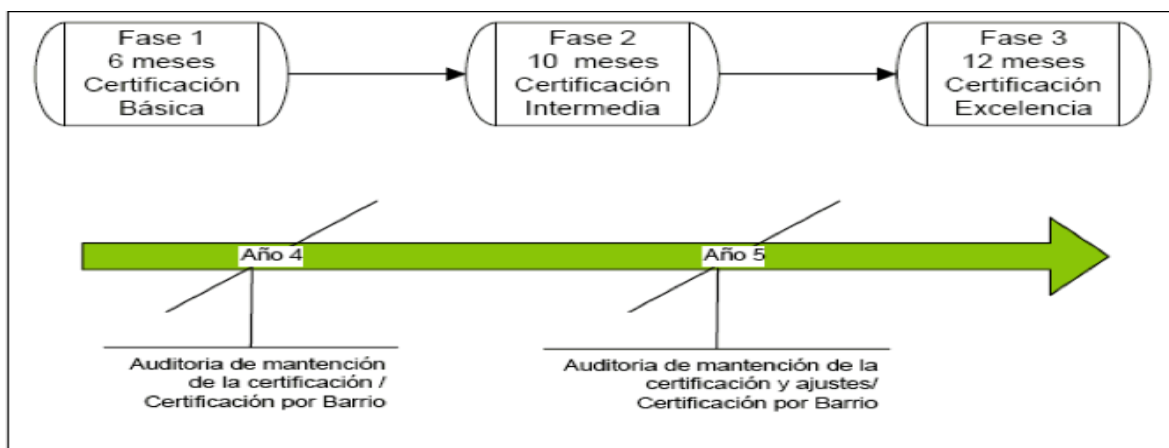 Fase 1
6 meses
Certificación
Básica
Fase 2
10 meses
Certificación
Intermedia
Fase 3
12 meses
Certificación
Excelencia
Año 4
Año 5
Auditoria de mantención
de la certificación /
Certificación por Barrio
Auditoria de mantención de la
certificación y ajustes/
Certificación por Barrio